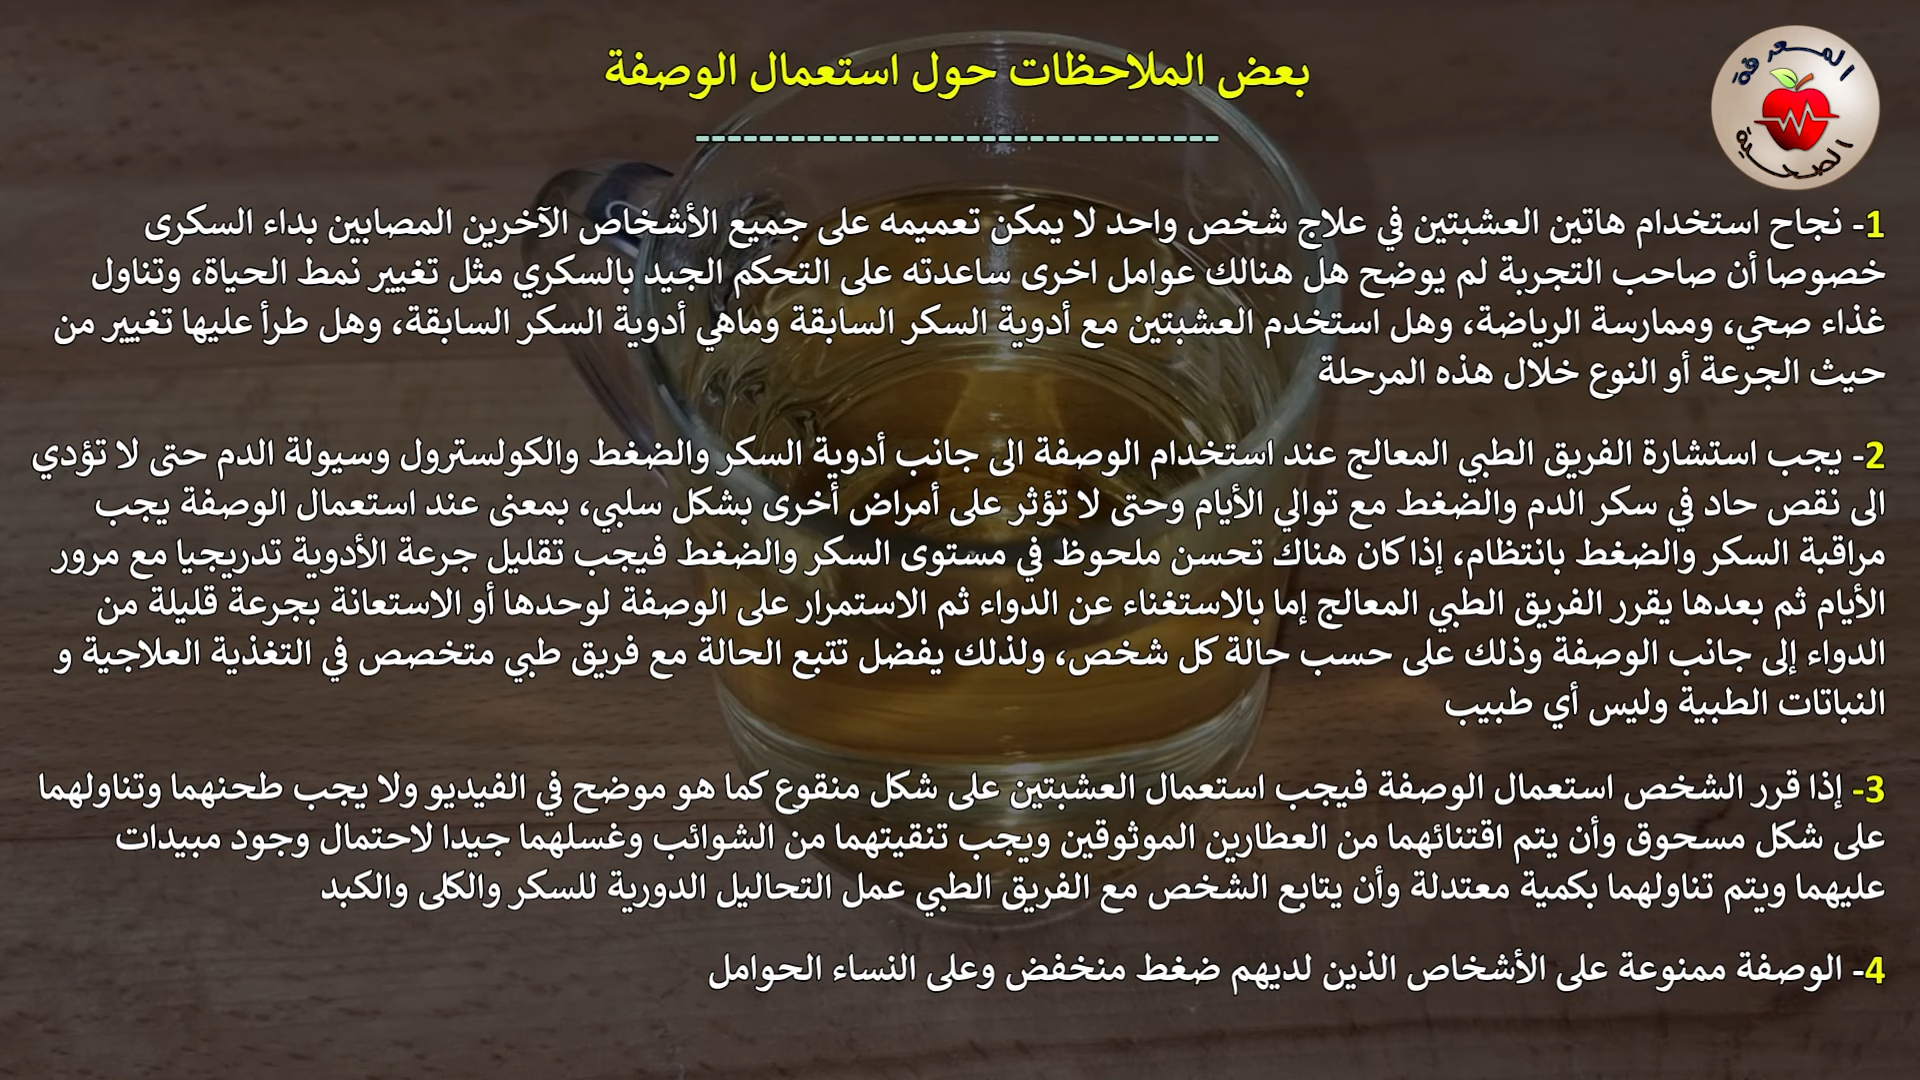 بعض الملاحظات حول استعمال الوصفة
---------------------------------
المعرفة
الصحية
1- نجاح استخدام هاتين العشبتين في علاج شخص واحد لا يمكن تعميمه على جميع الأشخاص الآخرين المصابين بداء السكرى
خصوصا أن صاحب التجربة لم يوضح هل هنالك عوامل اخرى ساعدته على التحكم الجيد بالسكري مثل تغيير نمط الحياة، وتناول
غذاء صحي، وممارسة الرياضة، وهل استخدم العشبتين مع أدوية السكر السابقة وماهي أدوية السكر السابقة، وهل طرأ عليها تغيير من
حيث الجرعة أو النوع خلال هذه المرحلة
2- يجب استشارة الفريق الطبي المعالج عند استخدام الوصفة الى جانب أدوية السكر والضغط والكولسترول وسيولة الدم حتى لا تؤدي
الى نقص حاد في سكر الدم والضغط مع توالي الأيام وحتى لا تؤثر على أمراض أخرى بشكل سلبي، بمعنى عند استعمال الوصفة يجب
مراقبة السكر والضغط بانتظام، إذا كان هناك تحسن ملحوظ في مستوى السكر والضغط فيجب تقليل جرعة الأدوية تدريجيا مع مرور
الأيام ثم بعدها يقرر الفريق الطبي المعالج إما بالاستغناء عن الدواء ثم الاستمرار على الوصفة لوحدها أو الاستعانة بجرعة قليلة من
الدواء إلى جانب الوصفة وذلك على حسب حالة كل شخص، ولذلك يفضل تتبع الحالة مع فريق طبي متخصص في التغذية العلاجية و
النباتات الطبية وليس أي طبيب
3- إذا قرر الشخص استعمال الوصفة فيجب استعمال العشبتين على شكل منقوع كما هو موضح في الفيديو ولا يجب طحنهما وتناولهما
على شكل مسحوق وأن يتم اقتنائهما من العطارين الموثوقين ويجب تنقيتهما من الشوائب وغسلهما جيدا لاحتمال وجود مبيدات
عليهما ويتم تناولهما بكمية معتدلة وأن يتابع الشخص مع الفريق الطبي عمل التحاليل الدورية للسكر والكلى والكبد
4- الوصفة ممنوعة على الأشخاص الذين لديهم ضغط منخفض وعلى النساء الحوامل